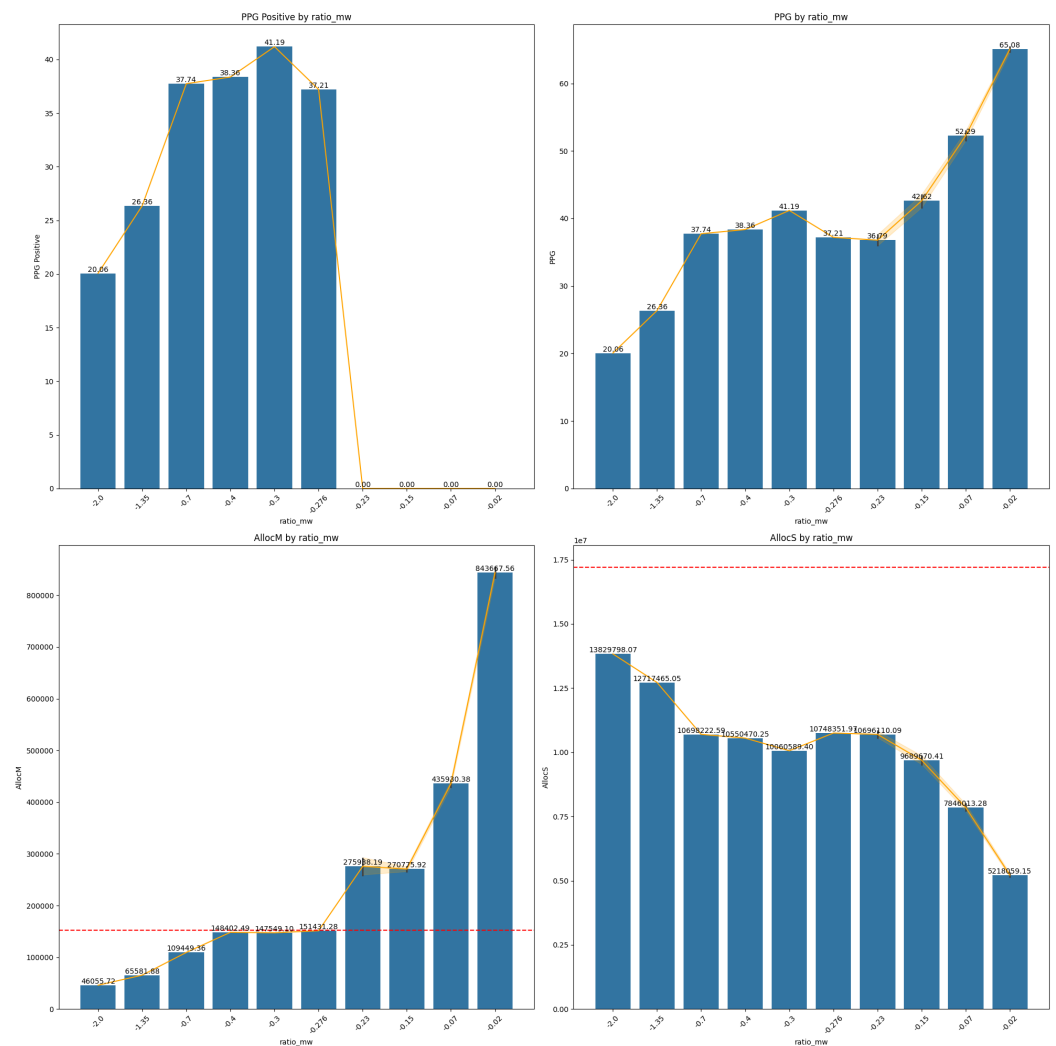 PPG Positive by ratio_mw
41.19
40
38.36
37.74
37.21
35
30
26.36
25
20.06
20
15
10
5
0.00 0.00 0.00 0.00
0
PPG Positive
-2.0 -1.35 -0.7 -0.4 -0.3 -0.276 -0.23 -0.15 -0.07 -0.02
ratio_mw
PPG by ratio_mw
65.08
60
52.29
50
42.62
41.19
40
37.74 38.36 37.21 36.79
30
26.36
20.06
20
10
0
PPG
-2.0 -1.35 -0.7 -0.4 -0.3 -0.276 -0.23 -0.15 -0.07 -0.02
ratio_mw
AllocM by ratio_mw
843667.56
800000
700000
600000
500000
400000
300000
275988.19 270775.92
200000
148402.49 147549.10 151431.28
109449.36
100000
65581.88
46055.72
0
AllocM
-2.0 -1.35 -0.7 -0.4 -0.3 -0.276 -0.23 -0.15 -0.07 -0.02
ratio_mw
AllocS by ratio_mw
1e7
1.75
1.50
13829798.07
12717465.05
1.25
10698222.59 10550470.25 10060589.40 10748351.97 10696110.09
1.00
9689670.41
7846013.28
0.75
5218059.15
0.50
0.25
0.00
AllocS
-2.0 -1.35 -0.7 -0.4 -0.3 -0.276 -0.23 -0.15 -0.07 -0.02
ratio_mw